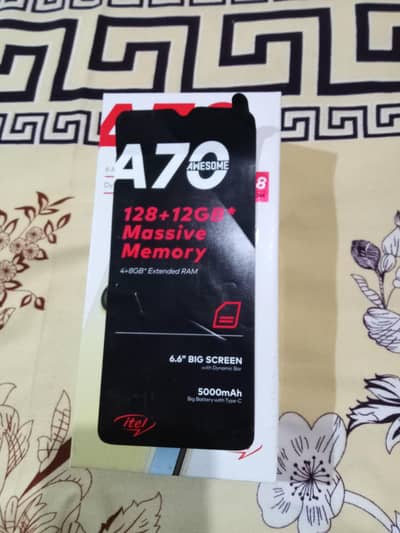 A70
A70
AWESOME
128+12GB*
Massive
Memory
4+8GB* Extended RAM
6.6" BIG SCREEN
with Dynamic Bar
5000mAh
Big Battery with Type C
itel